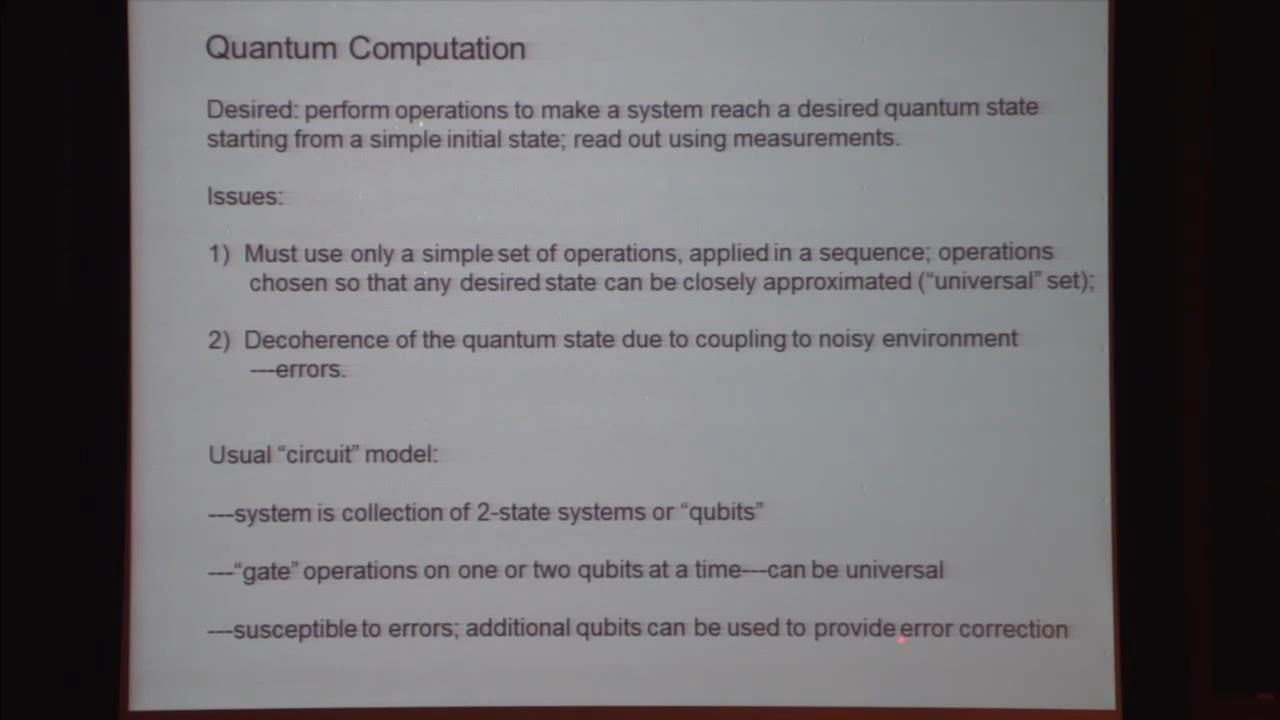 Quantum Computation
Desired: perform operations to make a system reach a desired quantum state
starting from a simple initial state; read out using measurements.
Issues:
1) Must use only a simple set of operations, applied in a sequence; operations
chosen so that any desired state can be closely approximated (“universal” set);
2) Decoherence of the quantum state due to coupling to noisy environment
---errors.
Usual “circuit” model:
---system is collection of 2-state systems or “qubits”
---“gate” operations on one or two qubits at a time---can be universal
---susceptible to errors; additional qubits can be used to provide error correction